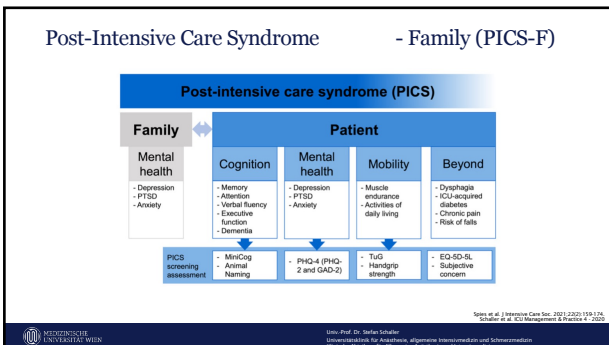 Post-Intensive Care Syndrome - Family (PICS-F)
Post-intensive care syndrome (PICS)
Family
Patient
Mental
health
Cognition
Mental
health
Mobility
Beyond
- Depression
- PTSD
- Anxiety
- Memory
- Attention
- Verbal fluency
- Executive
function
- Dementia
- Depression
- PTSD
- Anxiety
- Muscle
endurance
- Activities of
daily living
- Dysphagia
- ICU-acquired
diabetes
- Chronic pain
- Risk of falls
PICS
screening
assessment
- MiniCog
- Animal
Naming
- PHQ-4 (PHQ-
2 and GAD-2)
- TuG
- Handgrip
strength
- EQ-5D-5L
- Subjective
concern
Spies et al. J Intensive Care Soc. 2021;22(2):159-174.
Schaller et al. ICU Management & Practice 4 - 2020
MEDIZINISCHE
UNIVERSITÄT WIEN
Univ.-Prof. Dr. Stefan Schaller
Universitätsklinik für Anästhesie, allgemeine Intensivmedizin und Schmerzmedizin